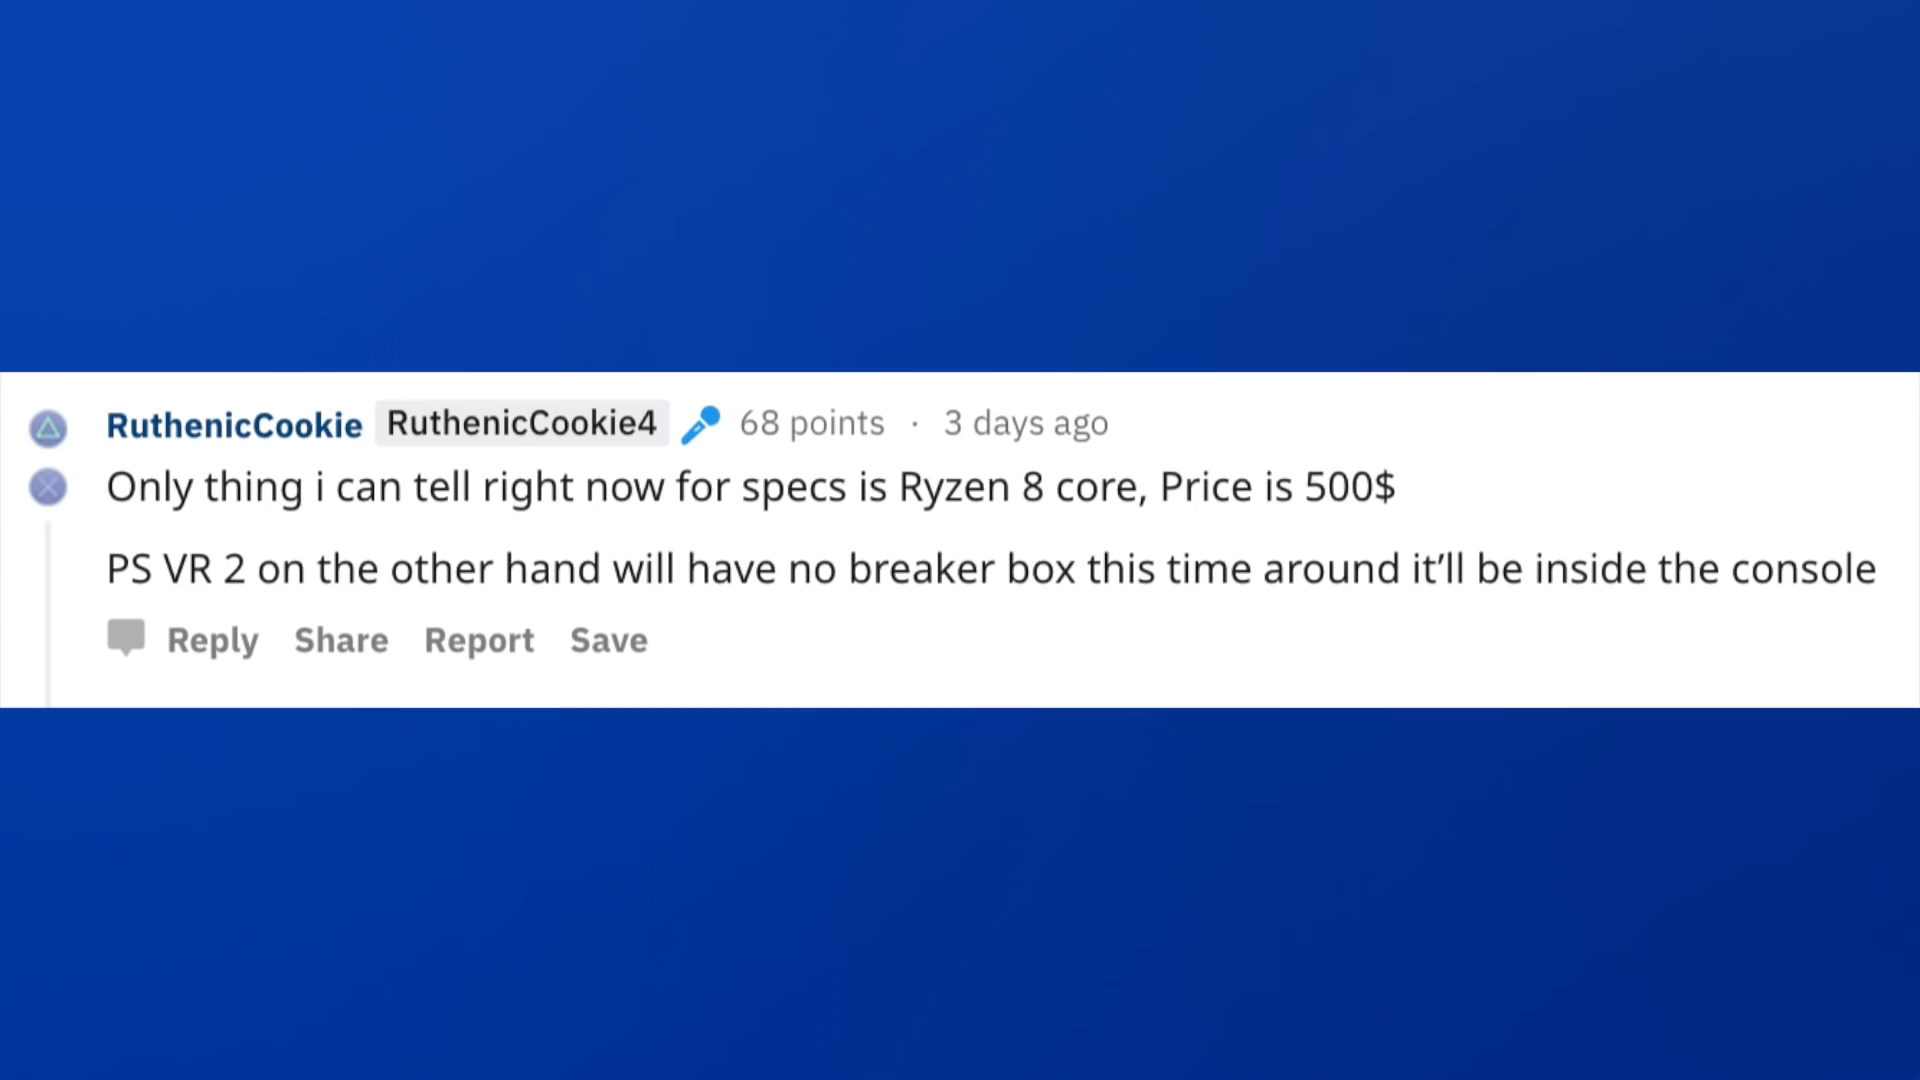 RuthenicCookie RuthenicCookie4 68 points · 3 days ago
Only thing i can tell right now for specs is Ryzen 8 core, Price is 500$
PS VR 2 on the other hand will have no breaker box this time around it’ll be inside the console
Reply Share Report Save